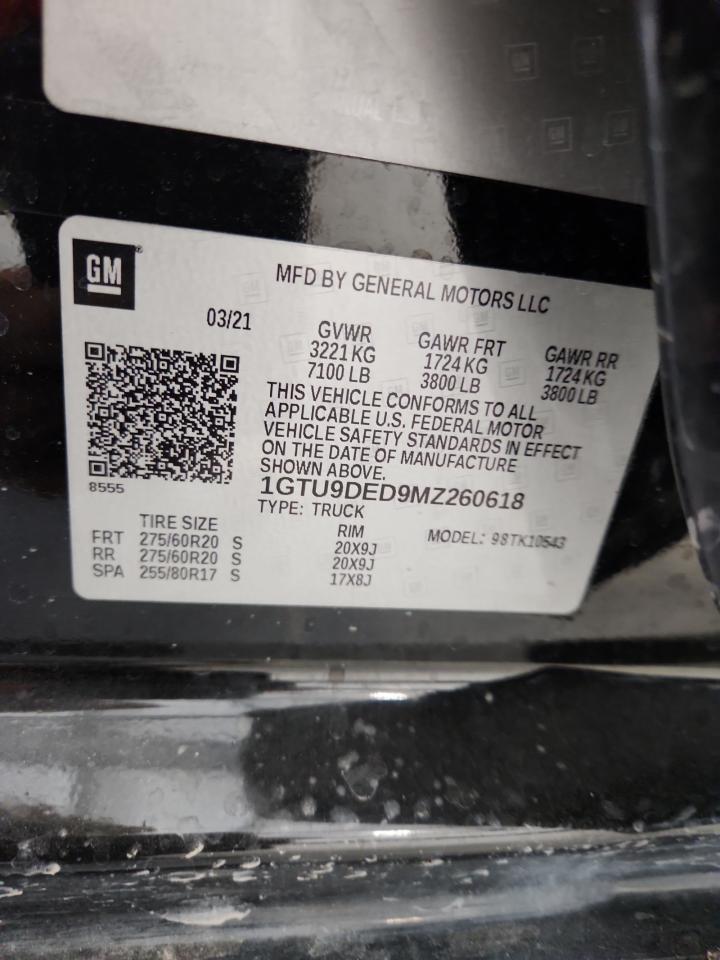 GM
MFD BY GENERAL MOTORS LLC
03/21
GVWR
3221 KG
7100 LB
GAWR FRT
1724 KG
3800 LB
GAWR RR
1724 KG
3800 LB
THIS VEHICLE CONFORMS TO ALL
APPLICABLE U.S. FEDERAL MOTOR
VEHICLE SAFETY STANDARDS IN EFFECT
ON THE DATE OF MANUFACTURE
SHOWN ABOVE.
8555
1GTU9DED9MZ260618
TYPE: TRUCK
MODEL: 98TK10543
TIRE SIZE RIM
FRT 275/60R20 S 20X9J
RR 275/60R20 S 20X9J
SPA 255/80R17 S 17X8J